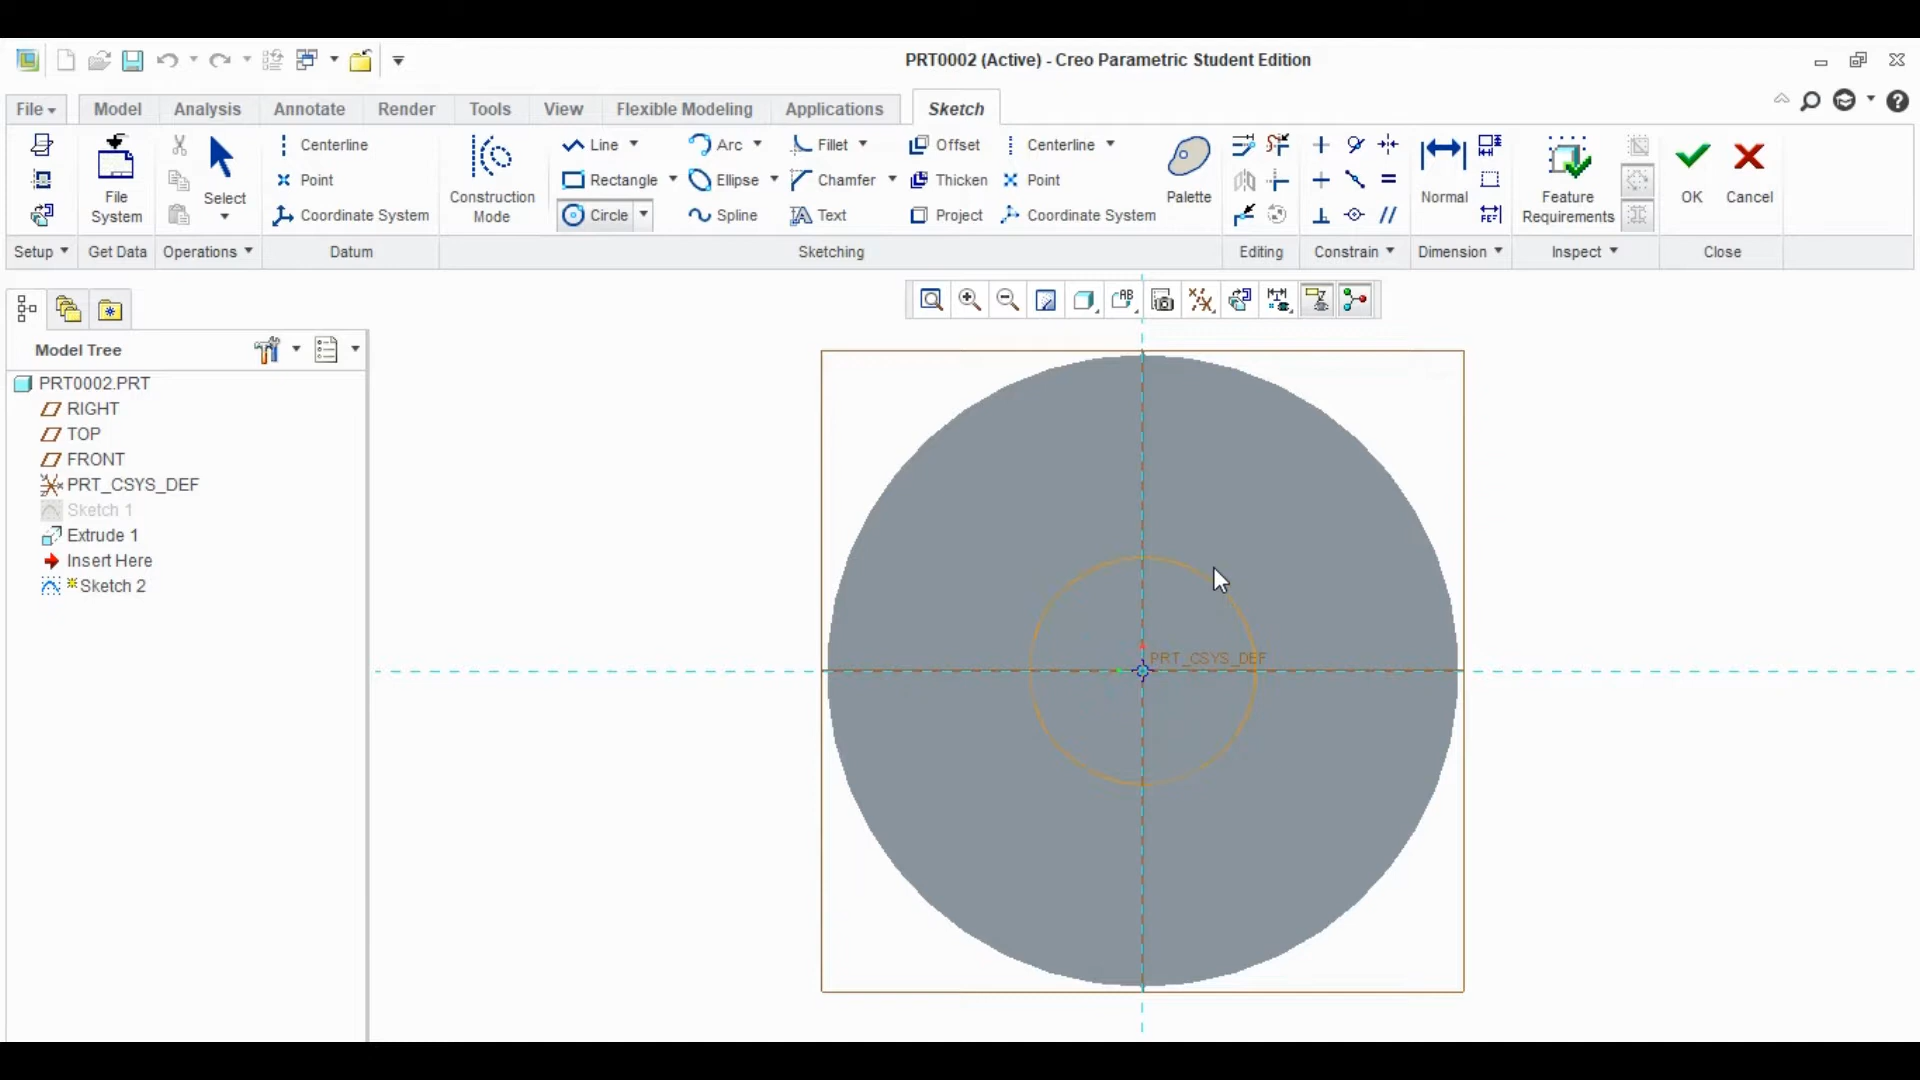 PRT0002 (Active) - Creo Parametric Student Edition
File Model Analysis Annotate Render Tools View Flexible Modeling Applications Sketch
Centerline Line Arc Fillet Offset Centerline
Point Rectangle Ellipse Chamfer Thicken Point
Coordinate System Circle Spline Text Project Coordinate System
File System
Select
Construction Mode
Palette
Normal
Feature Requirements
OK
Cancel
Setup Get Data Operations Datum Sketching Editing Constrain Dimension Inspect Close
Model Tree
PRT0002.PRT
RIGHT
TOP
FRONT
PRT_CSYS_DEF
Sketch 1
Extrude 1
Insert Here
Sketch 2
PRT_CSYS_DEF